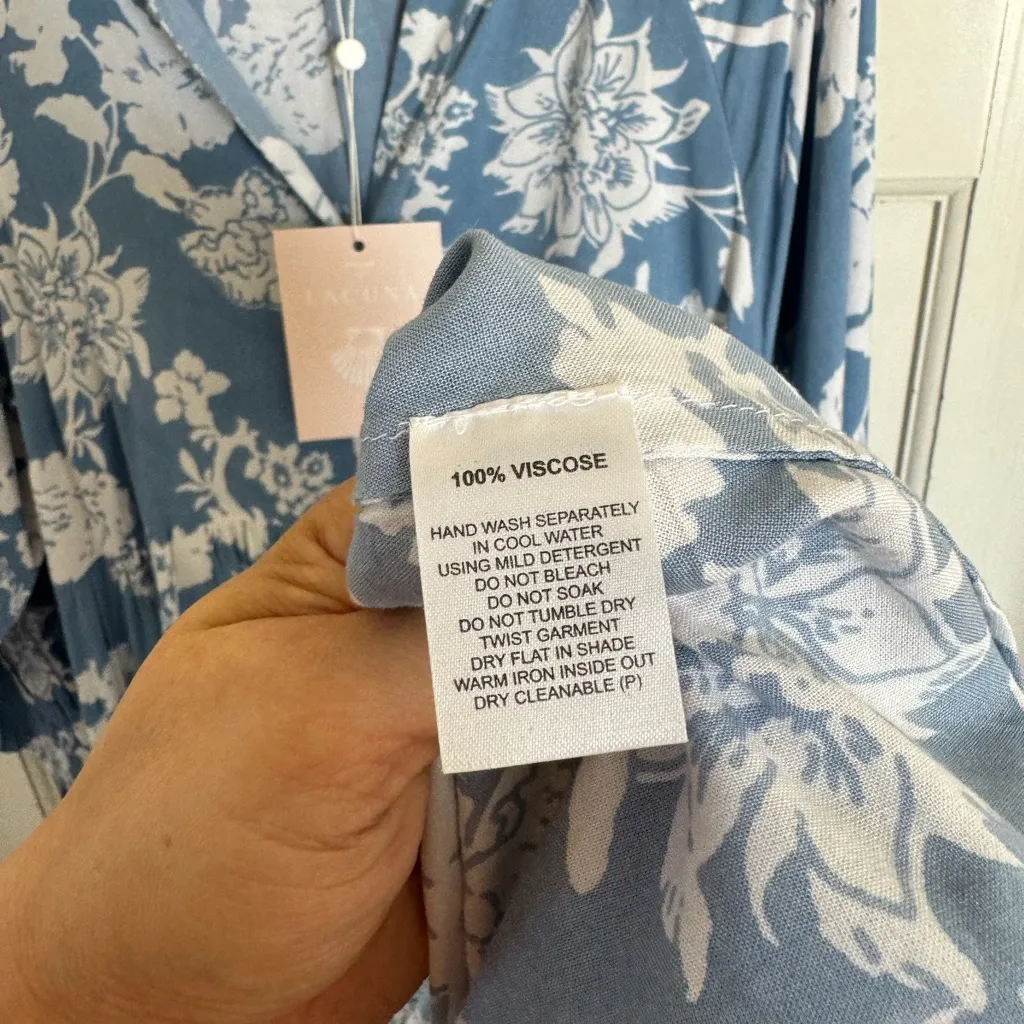 LACUNA
100% VISCOSE
HAND WASH SEPARATELY
IN COOL WATER
USING MILD DETERGENT
DO NOT BLEACH
DO NOT SOAK
DO NOT TUMBLE DRY
TWIST GARMENT
DRY FLAT IN SHADE
WARM IRON INSIDE OUT
DRY CLEANABLE (P)